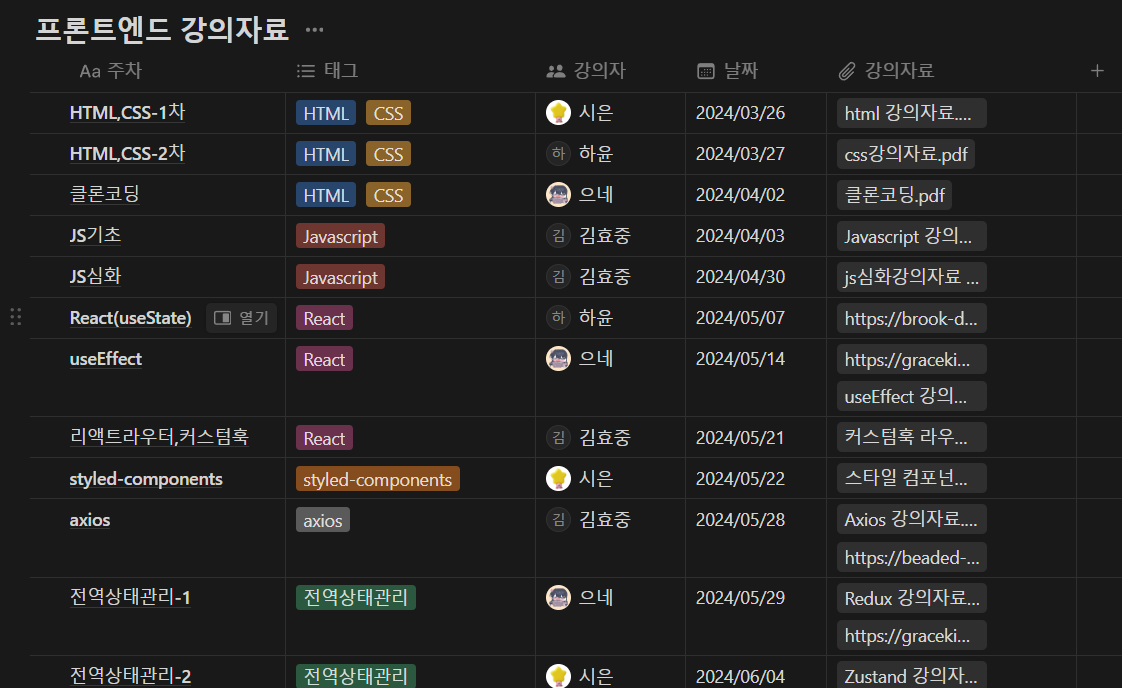 프론트엔드 강의자료 ...
Aa 주차 태그 강의자 날짜 강의자료 +
HTML,CSS-1차 HTML CSS 시은 2024/03/26 html 강의자료....
HTML,CSS-2차 HTML CSS 하 하윤 2024/03/27 css강의자료.pdf
클론코딩 HTML CSS 으네 2024/04/02 클론코딩.pdf
JS기초 Javascript 김 김효중 2024/04/03 Javascript 강의...
JS심화 Javascript 김 김효중 2024/04/30 js심화강의자료 ...
React(useState) 열기 React 하 하윤 2024/05/07 https://brook-d...
useEffect React 으네 2024/05/14 https://graceki...
useEffect 강의...
리액트라우터,커스텀훅 React 김 김효중 2024/05/21 커스텀훅 라우...
styled-components styled-components 시은 2024/05/22 스타일 컴포넌...
axios axios 김 김효중 2024/05/28 Axios 강의자료....
https://beaded-...
전역상태관리-1 전역상태관리 으네 2024/05/29 Redux 강의자료...
https://graceki...
전역상태관리-2 전역상태관리 시은 2024/06/04 Zustand 강의자...